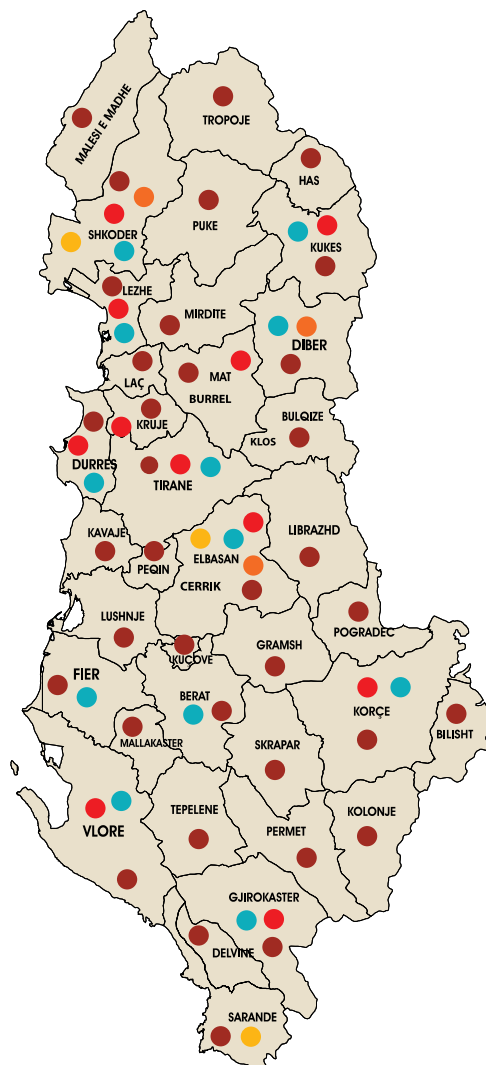 MALESI E MADHE
TROPOJE
HAS
PUKE
SHKODER
KUKES
LEZHE
MIRDITE
DIBER
LAÇ
MAT
BURREL
BULQIZE
KRUJE
KLOS
DURRES
TIRANE
KAVAJE
PEQIN
ELBASAN
LIBRAZHD
CERRIK
LUSHNJE
POGRADEC
KUÇOVE
GRAMSH
FIER
BERAT
KORÇE
BILISHT
MALLAKASTER
SKRAPAR
VLORE
TEPELENE
PERMET
KOLONJE
GJIROKASTER
DELVINE
SARANDE